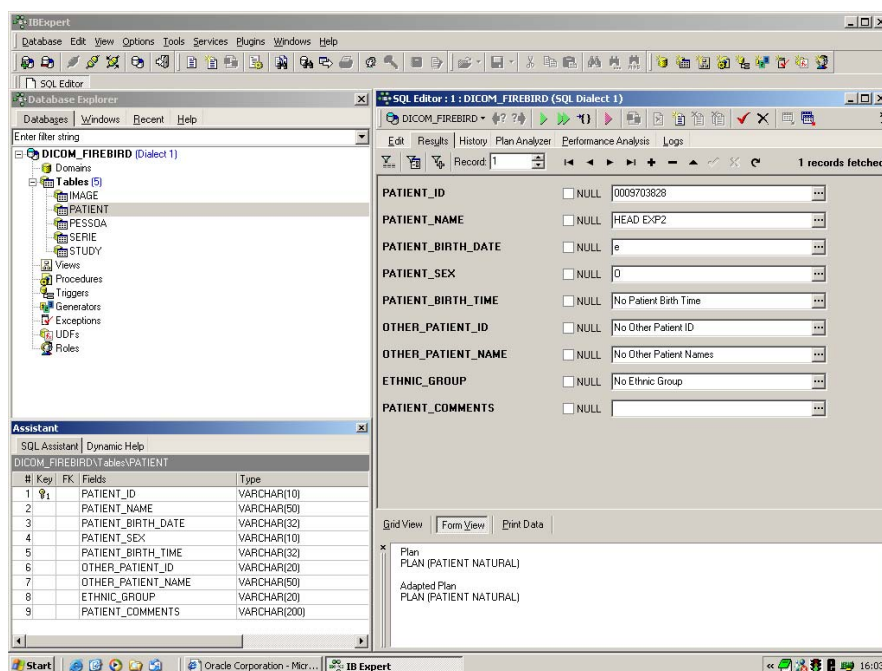 IBExpert
Database Edit View Options Tools Services Plugins Windows Help
SQL Editor
Database Explorer
Databases Windows Recent Help
Enter filter string
DICOM_FIREBIRD (Dialect 1)
Domains
Tables (5)
IMAGE
PATIENT
PESSOA
SERIE
STUDY
Views
Procedures
Triggers
Generators
Exceptions
UDFs
Roles
Assistant
SQL Assistant Dynamic Help
DICOM_FIREBIRD\Tables\PATIENT
# Key FK Fields Type
1 1 PATIENT_ID VARCHAR(10)
2 PATIENT_NAME VARCHAR(50)
3 PATIENT_BIRTH_DATE VARCHAR(32)
4 PATIENT_SEX VARCHAR(10)
5 PATIENT_BIRTH_TIME VARCHAR(32)
6 OTHER_PATIENT_ID VARCHAR(20)
7 OTHER_PATIENT_NAME VARCHAR(50)
8 ETHNIC_GROUP VARCHAR(20)
9 PATIENT_COMMENTS VARCHAR(200)
SQL Editor : 1 : DICOM_FIREBIRD (SQL Dialect 1)
DICOM_FIREBIRD
Edit Results History Plan Analyzer Performance Analysis Logs
Record: 1 1 records fetched
PATIENT_ID NULL 0009703828
PATIENT_NAME NULL HEAD EXP2
PATIENT_BIRTH_DATE NULL e
PATIENT_SEX NULL O
PATIENT_BIRTH_TIME NULL No Patient Birth Time
OTHER_PATIENT_ID NULL No Other Patient ID
OTHER_PATIENT_NAME NULL No Other Patient Names
ETHNIC_GROUP NULL No Ethnic Group
PATIENT_COMMENTS NULL
Grid View Form View Print Data
Plan
PLAN (PATIENT NATURAL)
Adapted Plan
PLAN (PATIENT NATURAL)
Start Oracle Corporation - Micr... IB Expert 16:03